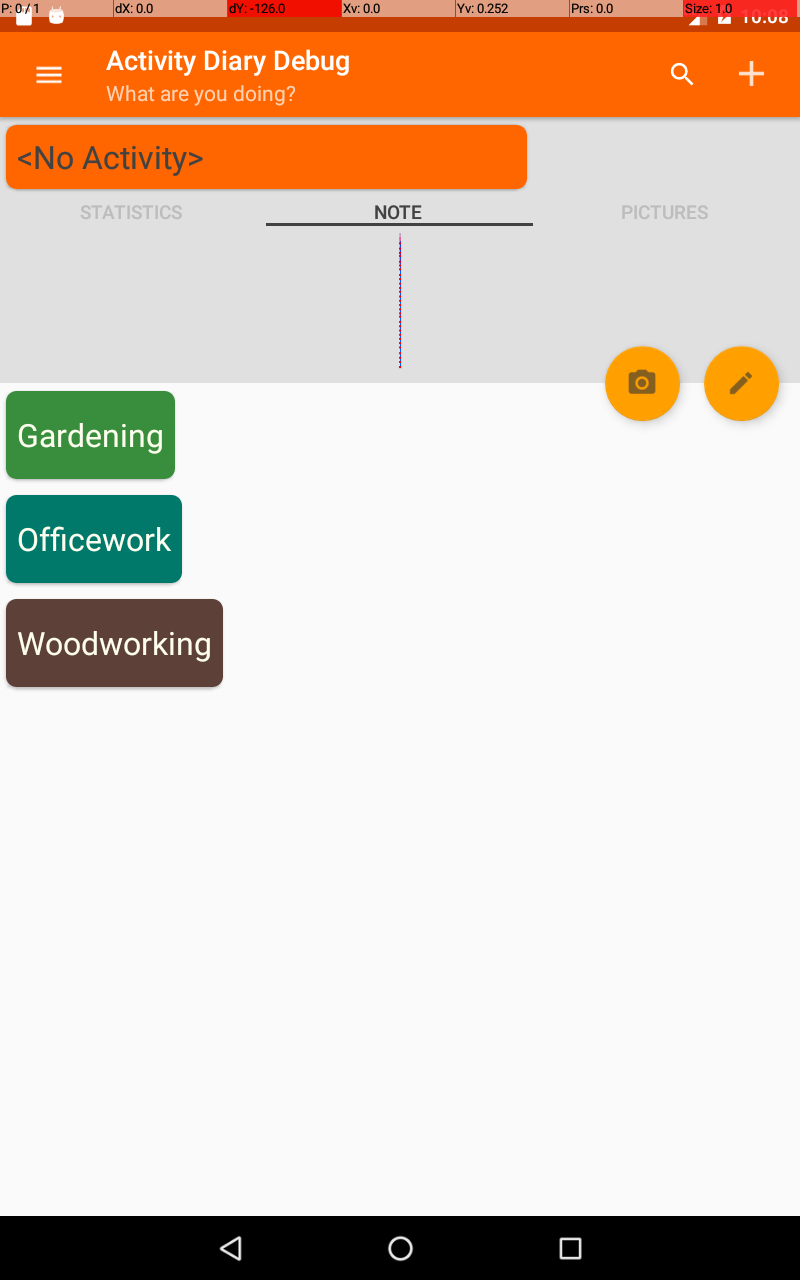 P: 0 / 1 dX: 0.0 dY: -126.0 Xv: 0.0 Yv: 0.252 Prs: 0.0 Size: 1.0
10:08
Activity Diary Debug
What are you doing?
<No Activity>
STATISTICS NOTE PICTURES
Gardening
Officework
Woodworking